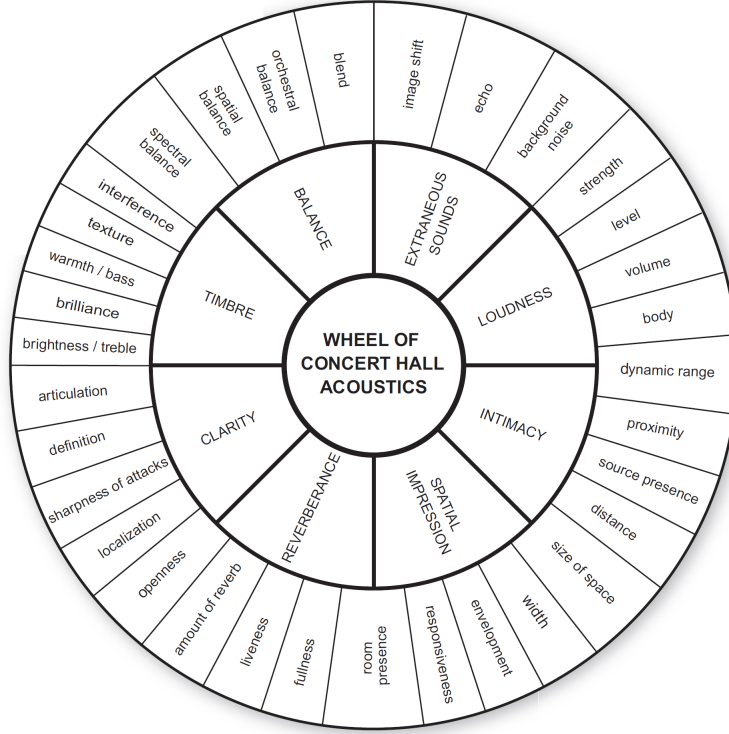 WHEEL OF
CONCERT HALL
ACOUSTICS
EXTRANEOUS
SOUNDS
LOUDNESS
INTIMACY
SPATIAL
IMPRESSION
REVERBERANCE
CLARITY
TIMBRE
BALANCE
image shift
echo
background
noise
strength
level
volume
body
dynamic range
proximity
source presence
distance
size of space
width
envelopment
responsiveness
room
presence
fullness
liveness
amount of reverb
openness
localization
sharpness of attacks
definition
articulation
brightness / treble
brilliance
warmth / bass
texture
interference
spectral
balance
spatial
balance
orchestral
balance
blend